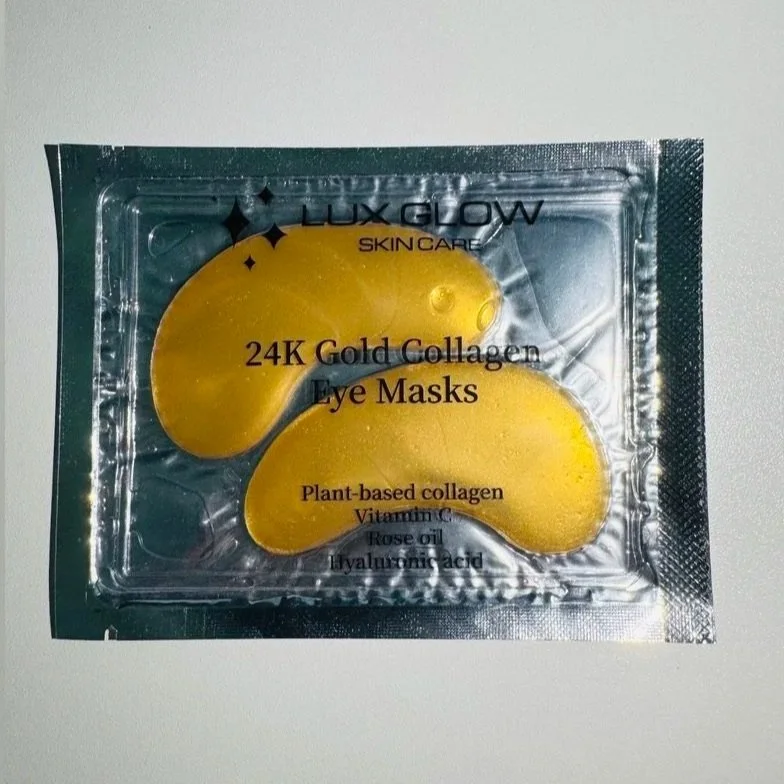 LUX GLOW
SKIN CARE
24K Gold Collagen
Eye Masks
Plant-based collagen
Vitamin C
Rose oil
Hyaluronic acid